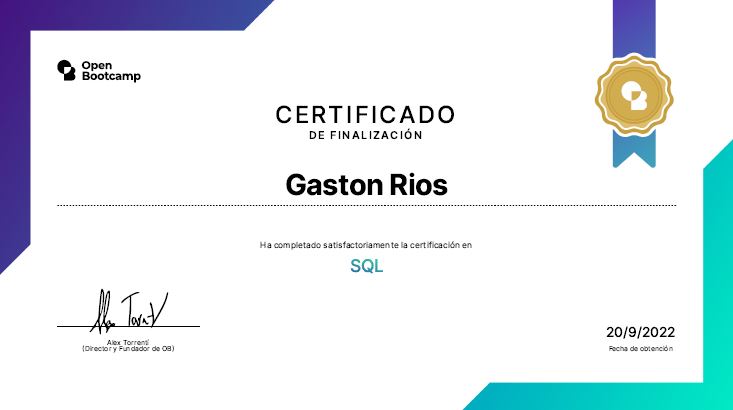 Open
Bootcamp
CERTIFICADO
DE FINALIZACIÓN
Gaston Rios
Ha completado satisfactoriamente la certificación en
SQL
Alex Torrentí
(Director y Fundador de OB)
20/9/2022
Fecha de obtención